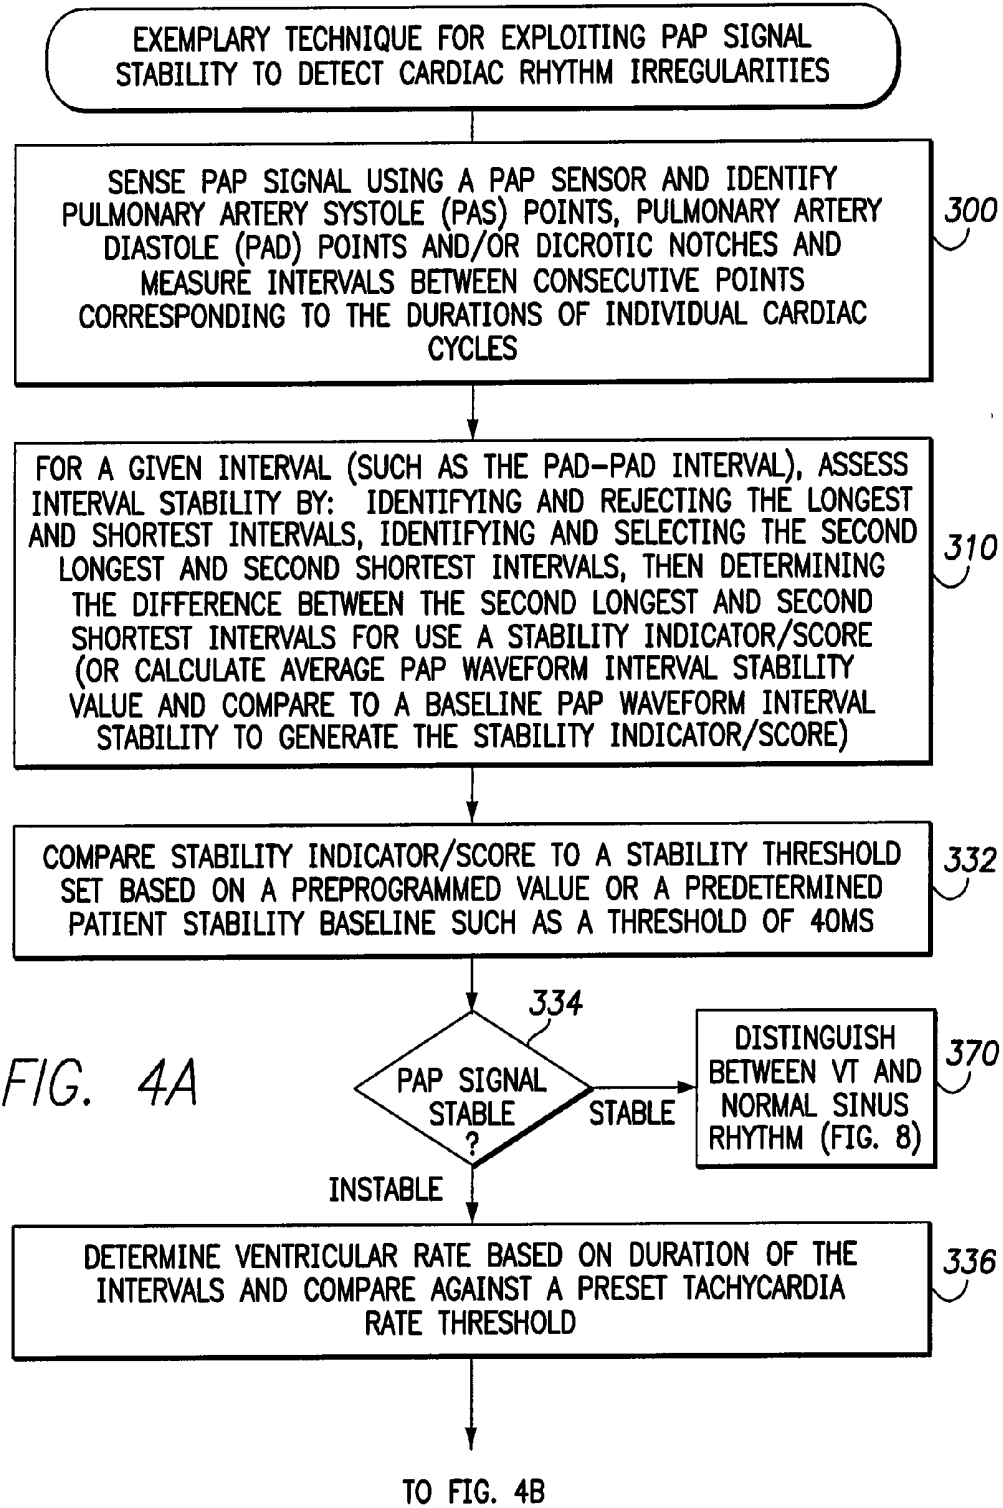 EXEMPLARY TECHNIQUE FOR EXPLOITING PAP SIGNAL
STABILITY TO DETECT CARDIAC RHYTHM IRREGULARITIES
SENSE PAP SIGNAL USING A PAP SENSOR AND IDENTIFY
PULMONARY ARTERY SYSTOLE (PAS) POINTS, PULMONARY ARTERY
DIASTOLE (PAD) POINTS AND/OR DICROTIC NOTCHES AND
MEASURE INTERVALS BETWEEN CONSECUTIVE POINTS
CORRESPONDING TO THE DURATIONS OF INDIVIDUAL CARDIAC
CYCLES
300
FOR A GIVEN INTERVAL (SUCH AS THE PAD-PAD INTERVAL), ASSESS
INTERVAL STABILITY BY: IDENTIFYING AND REJECTING THE LONGEST
AND SHORTEST INTERVALS, IDENTIFYING AND SELECTING THE SECOND
LONGEST AND SECOND SHORTEST INTERVALS, THEN DETERMINING
THE DIFFERENCE BETWEEN THE SECOND LONGEST AND SECOND
SHORTEST INTERVALS FOR USE A STABILITY INDICATOR/SCORE
(OR CALCULATE AVERAGE PAP WAVEFORM INTERVAL STABILITY
VALUE AND COMPARE TO A BASELINE PAP WAVEFORM INTERVAL
STABILITY TO GENERATE THE STABILITY INDICATOR/SCORE)
310
COMPARE STABILITY INDICATOR/SCORE TO A STABILITY THRESHOLD
SET BASED ON A PREPROGRAMMED VALUE OR A PREDETERMINED
PATIENT STABILITY BASELINE SUCH AS A THRESHOLD OF 40MS
332
334
PAP SIGNAL
STABLE
?
STABLE
DISTINGUISH
BETWEEN VT AND
NORMAL SINUS
RHYTHM (FIG. 8)
370
FIG. 4A
INSTABLE
DETERMINE VENTRICULAR RATE BASED ON DURATION OF THE
INTERVALS AND COMPARE AGAINST A PRESET TACHYCARDIA
RATE THRESHOLD
336
TO FIG. 4B